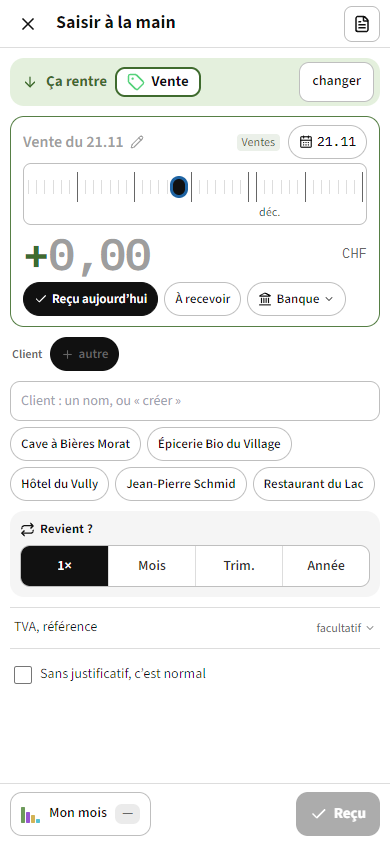 Saisir à la main
Ça rentre
Vente
changer
Vente du 21.11
Ventes
21.11
déc.
+0,00
CHF
Reçu aujourd'hui
À recevoir
Banque
Client
+ autre
Client : un nom, ou « créer »
Cave à Bières Morat
Épicerie Bio du Village
Hôtel du Vully
Jean-Pierre Schmid
Restaurant du Lac
Revient ?
1×
Mois
Trim.
Année
TVA, référence
facultatif
Sans justificatif, c'est normal
Mon mois
—
Reçu